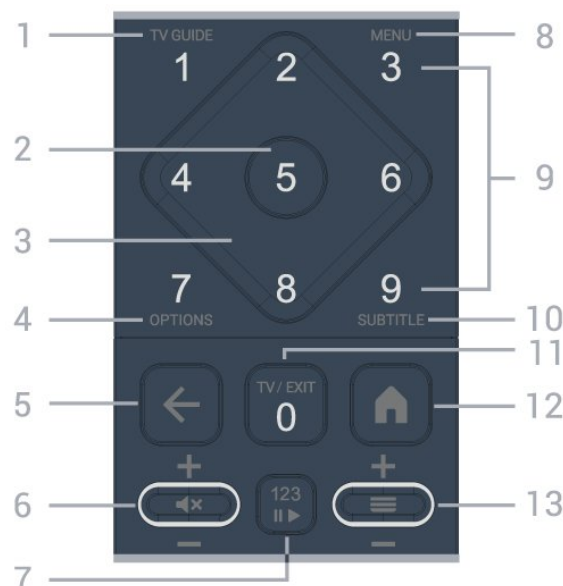 1 TV GUIDE MENU 8
1 2 3
2 9
4 5 6
3
7 8 9
4 OPTIONS SUBTITLE 10
11
5 TV / EXIT 12
0
+ +
6 13
123
- -
7